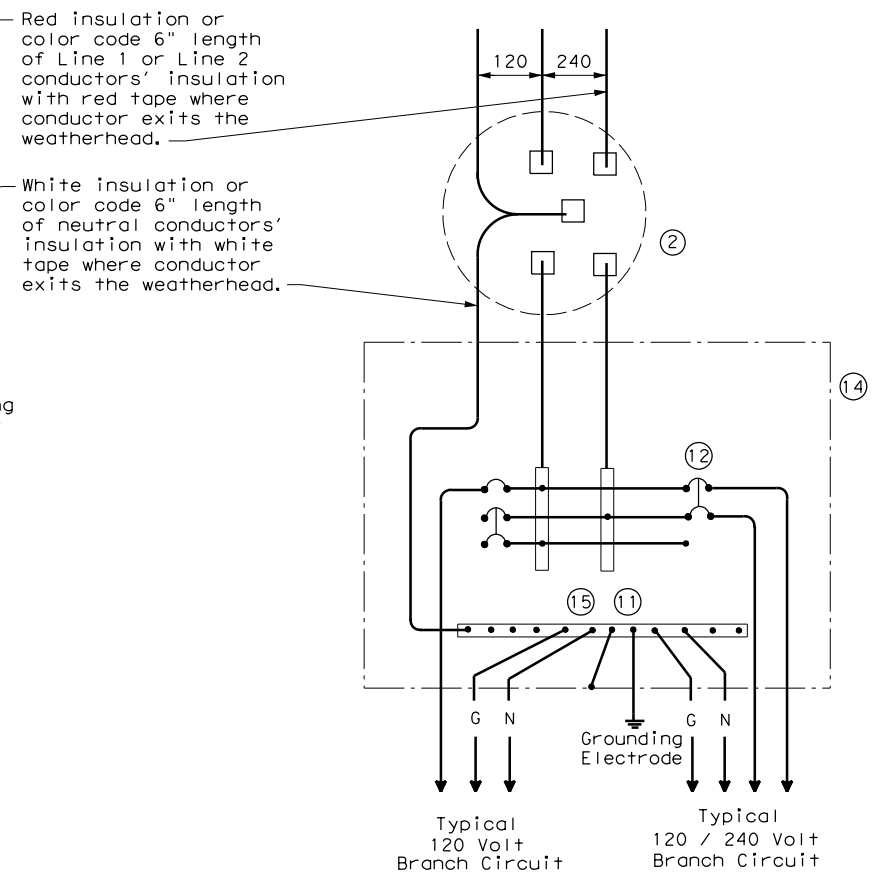 Red insulation or
color code 6" length
of Line 1 or Line 2
conductors' insulation
with red tape where
conductor exits the
weatherhead.
120
240
White insulation or
color code 6" length
of neutral conductors'
insulation with white
tape where conductor
exits the weatherhead.
2
14
12
15
11
G
N
Grounding
Electrode
G
N
Typical
120 Volt
Branch Circuit
Typical
120 / 240 Volt
Branch Circuit